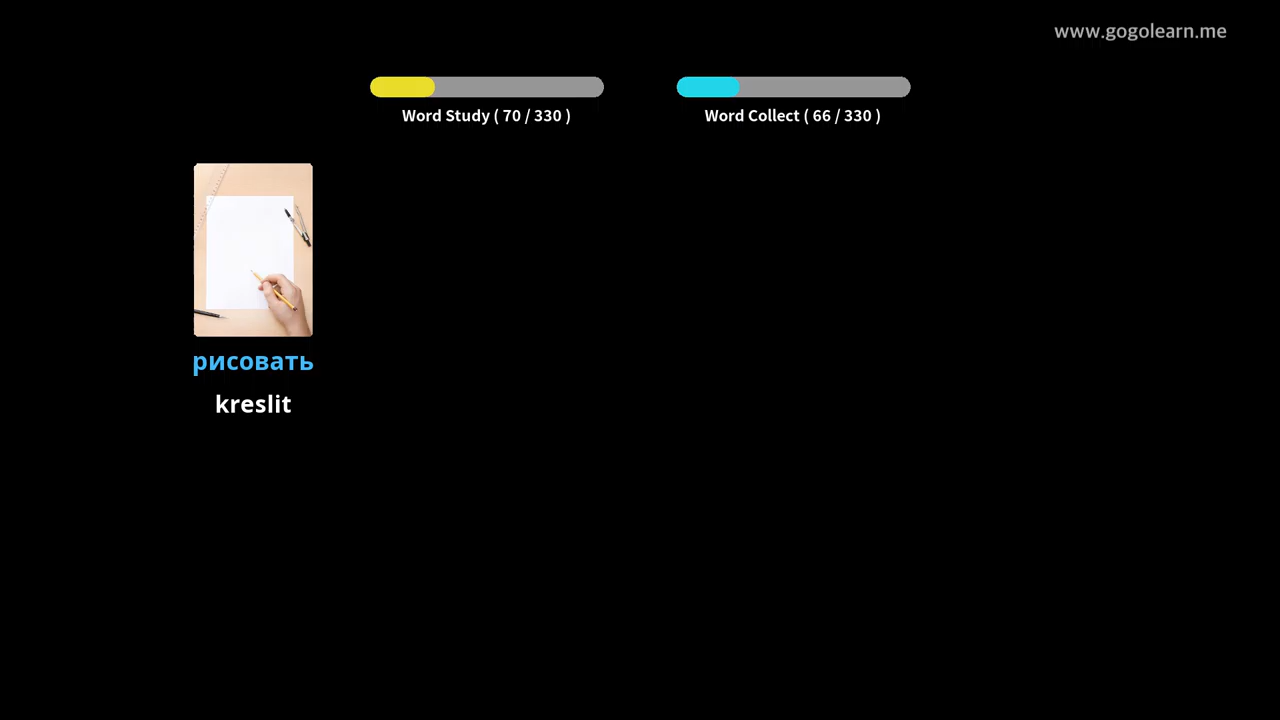 www.gogolearn.me
Word Study ( 70 / 330 )
Word Collect ( 66 / 330 )
рисовать
kreslit